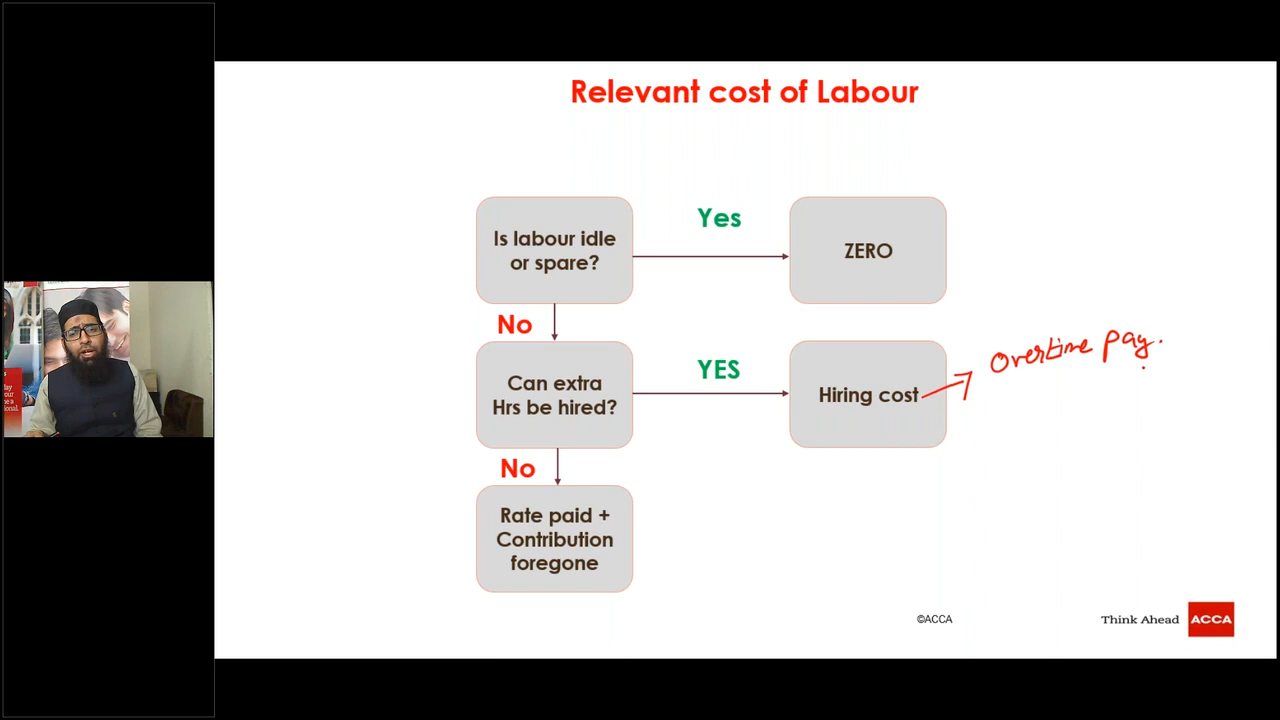 Relevant cost of Labour
Is labour idle
or spare?
Yes
ZERO
No
Can extra
Hrs be hired?
YES
Hiring cost
Overtime pay.
No
Rate paid +
Contribution
foregone
©ACCA
Think Ahead
ACCA